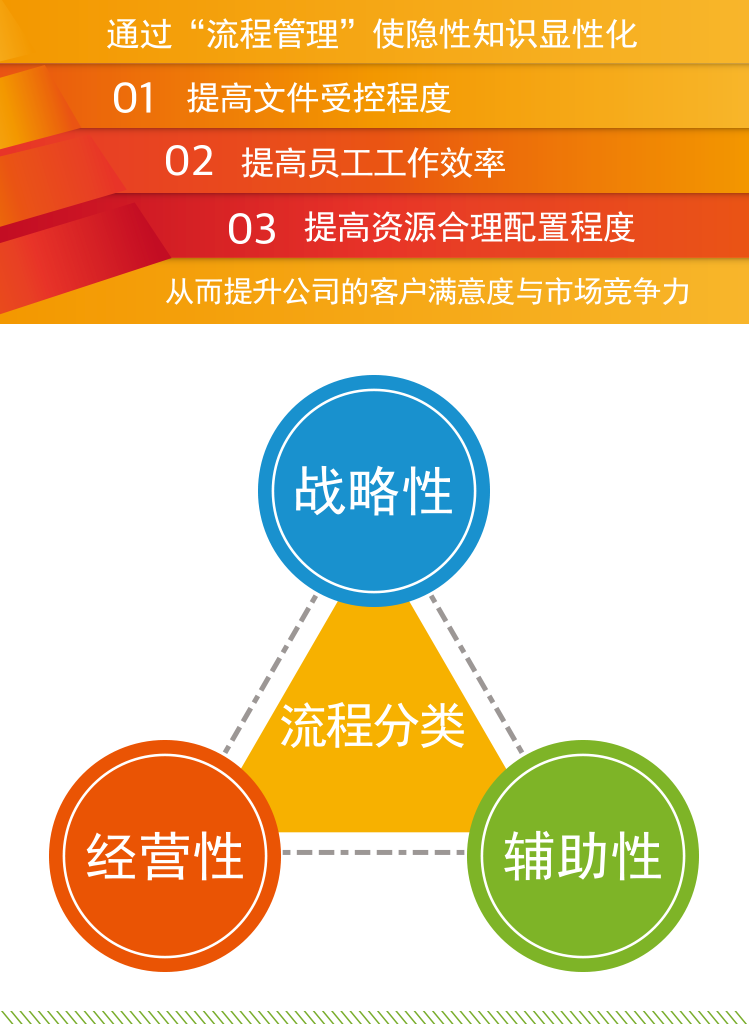 通过“流程管理”使隐性知识显性化
01 提高文件受控程度
02 提高员工工作效率
03 提高资源合理配置程度
从而提升公司的客户满意度与市场竞争力
战略性
流程分类
经营性
辅助性